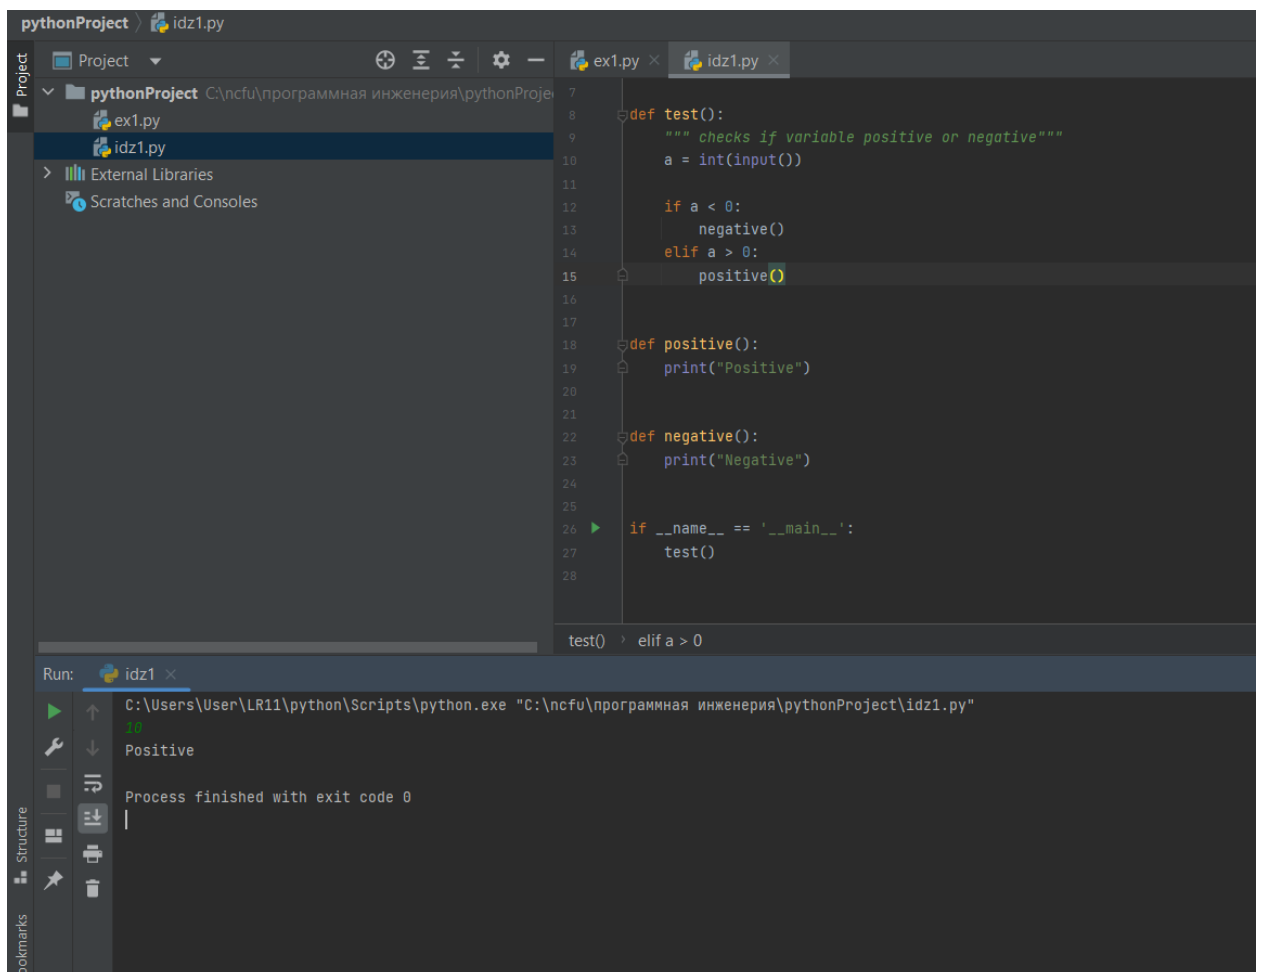 pythonProject idz1.py
Project
Project
pythonProject C:\ncfu\программная инженерия\pythonProje
ex1.py
idz1.py
External Libraries
Scratches and Consoles
ex1.py idz1.py
7
8 def test():
9 """ checks if variable positive or negative"""
10 a = int(input())
11
12 if a < 0:
13 negative()
14 elif a > 0:
15 positive()
16
17
18 def positive():
19 print("Positive")
20
21
22 def negative():
23 print("Negative")
24
25
26 if __name__ == '__main__':
27 test()
28
test() › elif a > 0
Run: idz1
C:\Users\User\LR11\python\Scripts\python.exe "C:\ncfu\программная инженерия\pythonProject\idz1.py"
10
Positive
Process finished with exit code 0
Structure
okmarks